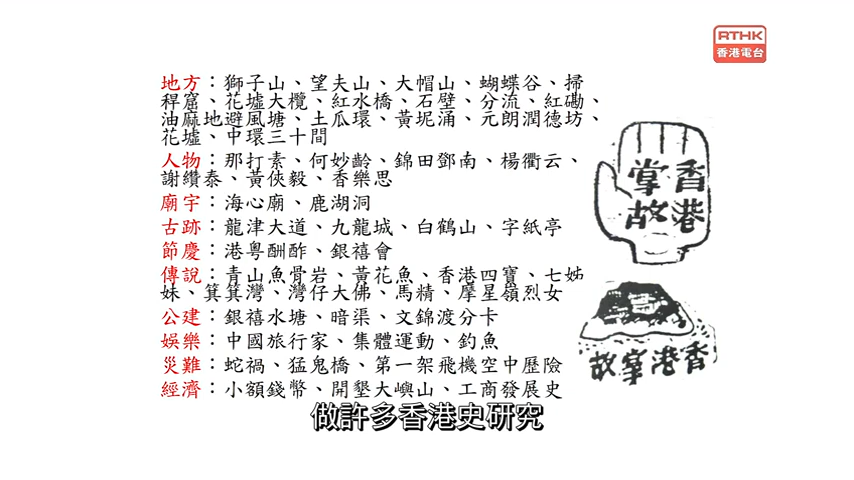 RTHK
香港電台
地方：獅子山、望夫山、大帽山、蝴蝶谷、掃
稈窟、花墟大欖、紅水橋、石壁、分流、紅磡、
油麻地避風塘、土瓜環、黃坭涌、元朗潤德坊、
花墟、中環三十間
人物：那打素、何妙齡、錦田鄧南、楊衢云、
謝纘泰、黃俠毅、香樂思
廟宇：海心廟、鹿湖洞
古跡：龍津大道、九龍城、白鶴山、字紙亭
節慶：港粵酬酢、銀禧會
傳說：青山魚骨岩、黃花魚、香港四寶、七姊
妹、箕箕灣、灣仔大佛、馬精、摩星嶺烈女
公建：銀禧水塘、暗渠、文錦渡分卡
娛樂：中國旅行家、集體運動、釣魚
災難：蛇禍、猛鬼橋、第一架飛機空中歷險
經濟：小額錢幣、開墾大嶼山、工商發展史
香港
掌故
香港掌故
做許多香港史研究